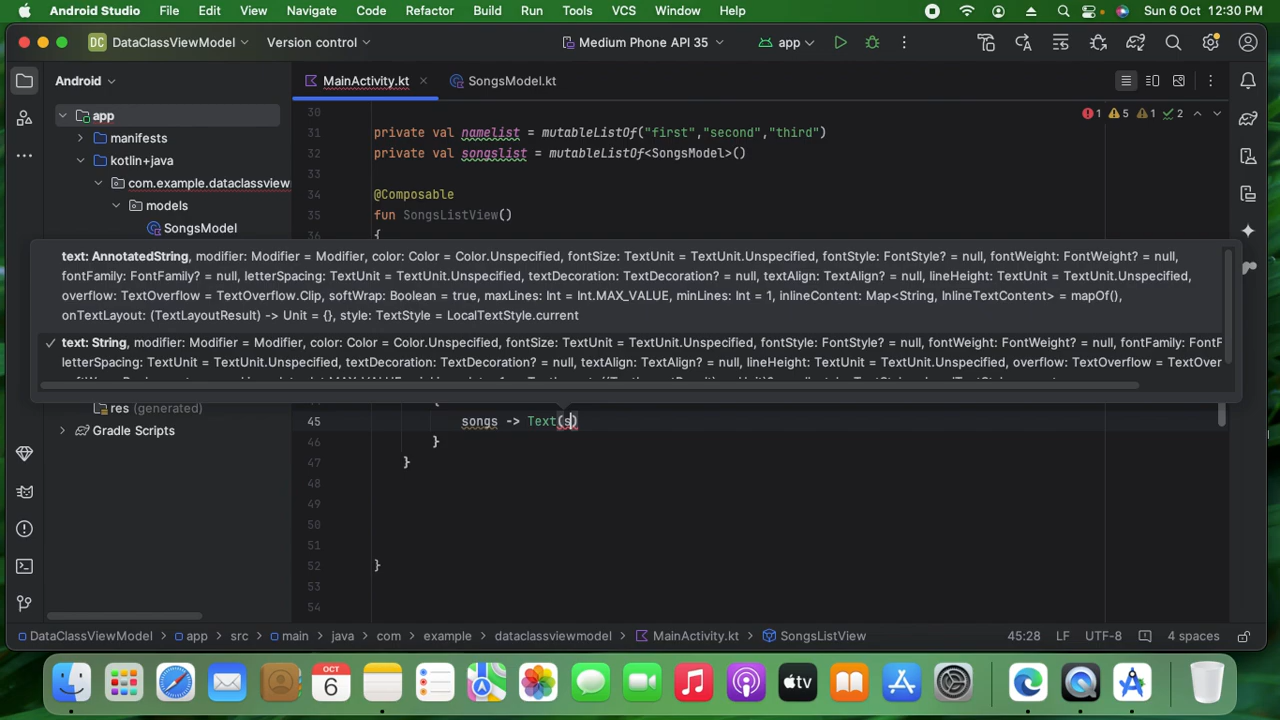 Android Studio File Edit View Navigate Code Refactor Build Run Tools VCS Window Help Sun 6 Oct 12:30 PM
DC DataClassViewModel Version control Medium Phone API 35 app
Android MainActivity.kt SongsModel.kt
app
manifests
kotlin+java
com.example.dataclassview
models
SongsModel
30
1 5 1 2
31 private val namelist = mutableListOf("first","second","third")
32 private val songslist = mutableListOf<SongsModel>()
33
34 @Composable
35 fun SongsListView()
{
text: AnnotatedString, modifier: Modifier = Modifier, color: Color = Color.Unspecified, fontSize: TextUnit = TextUnit.Unspecified, fontStyle: FontStyle? = null, fontWeight: FontWeight? = null,
fontFamily: FontFamily? = null, letterSpacing: TextUnit = TextUnit.Unspecified, textDecoration: TextDecoration? = null, textAlign: TextAlign? = null, lineHeight: TextUnit = TextUnit.Unspecified,
overflow: TextOverflow = TextOverflow.Clip, softWrap: Boolean = true, maxLines: Int = Int.MAX_VALUE, minLines: Int = 1, inlineContent: Map<String, InlineTextContent> = mapOf(),
onTextLayout: (TextLayoutResult) -> Unit = {}, style: TextStyle = LocalTextStyle.current
text: String, modifier: Modifier = Modifier, color: Color = Color.Unspecified, fontSize: TextUnit = TextUnit.Unspecified, fontStyle: FontStyle? = null, fontWeight: FontWeight? = null, fontFamily: FontF
letterSpacing: TextUnit = TextUnit.Unspecified, textDecoration: TextDecoration? = null, textAlign: TextAlign? = null, lineHeight: TextUnit = TextUnit.Unspecified, overflow: TextOverflow = TextOver
res (generated)
Gradle Scripts
45 songs -> Text(s)
46 }
47 }
48
49
50
51
52 }
53
54
DataClassViewModel app src main java com example dataclassviewmodel MainActivity.kt SongsListView 45:28 LF UTF-8 4 spaces
OCT
6
tv